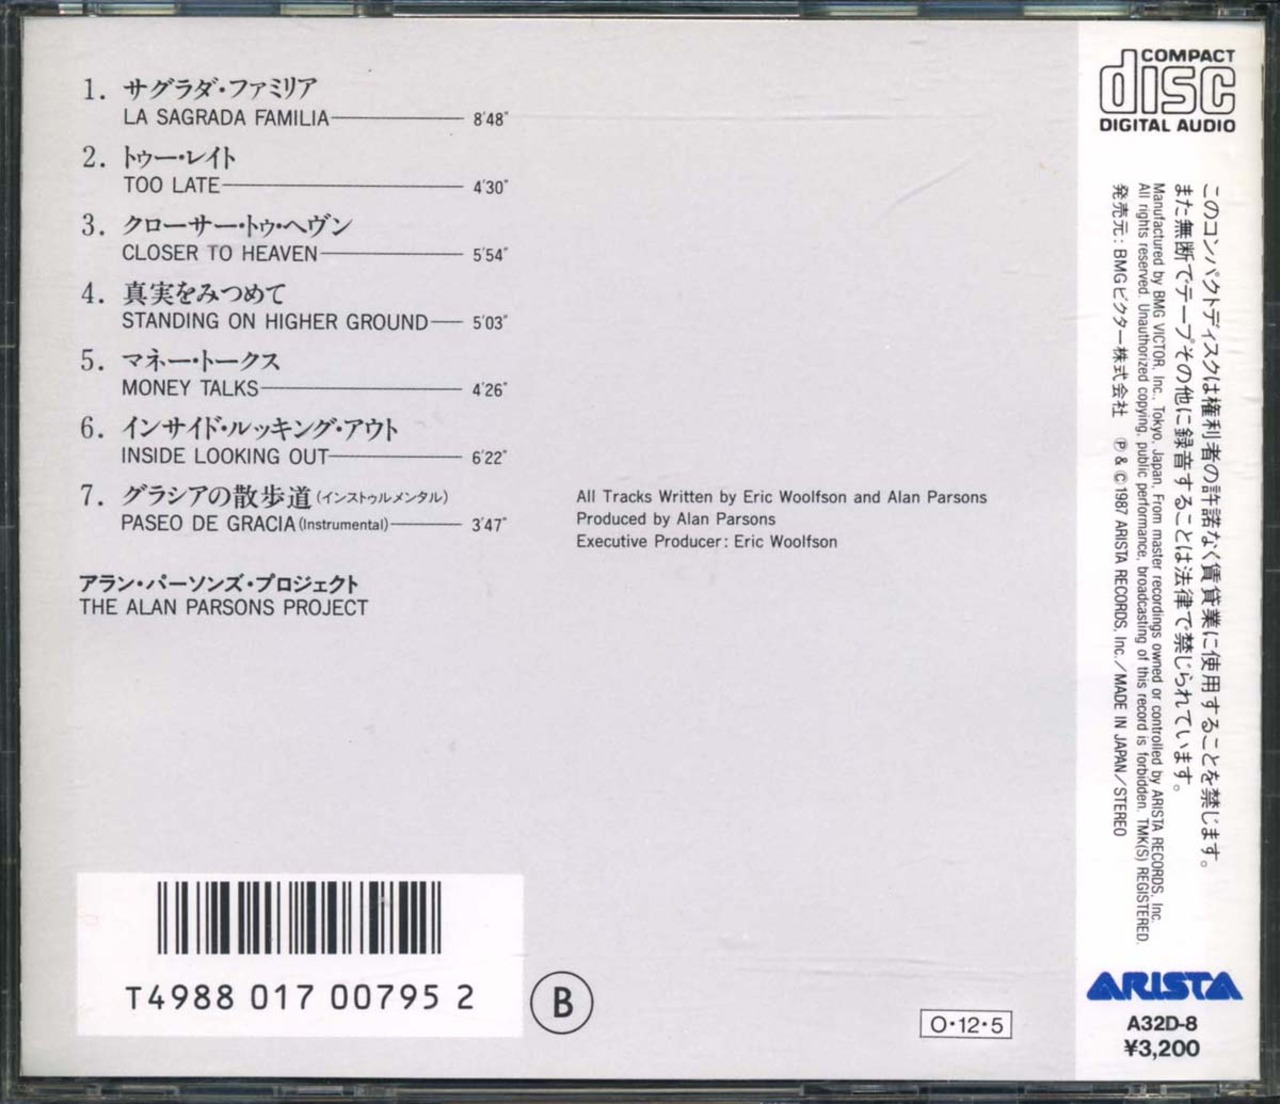 1. サグラダ・ファミリア
LA SAGRADA FAMILIA 8'48"
2. トゥー・レイト
TOO LATE 4'30"
3. クローサー・トゥ・ヘヴン
CLOSER TO HEAVEN 5'54"
4. 真実をみつめて
STANDING ON HIGHER GROUND 5'03"
5. マネー・トークス
MONEY TALKS 4'26"
6. インサイド・ルッキング・アウト
INSIDE LOOKING OUT 6'22"
7. グラシアの散歩道(インストゥルメンタル)
PASEO DE GRACIA(Instrumental) 3'47"
アラン・パーソンズ・プロジェクト
THE ALAN PARSONS PROJECT
All Tracks Written by Eric Woolfson and Alan Parsons
Produced by Alan Parsons
Executive Producer: Eric Woolfson
T4988 017 00795 2
B
O・12・5
COMPACT
disc
DIGITAL AUDIO
このコンパクトディスクは権利者の許諾なく賃貸業に使用することを禁じます。
また無断でテープその他に録音することは法律で禁じられています。
Manufactured by BMG VICTOR, Inc., Tokyo, Japan. From master recordings owned or controlled by ARISTA RECORDS, Inc.
All rights reserved. Unauthorized copying, public performance, broadcasting of this record is forbidden. TMK(S) REGISTERED.
発売元：BMGビクター株式会社 ℗ & © 1987 ARISTA RECORDS, Inc./MADE IN JAPAN/STEREO
ARISTA
A32D-8
¥3,200